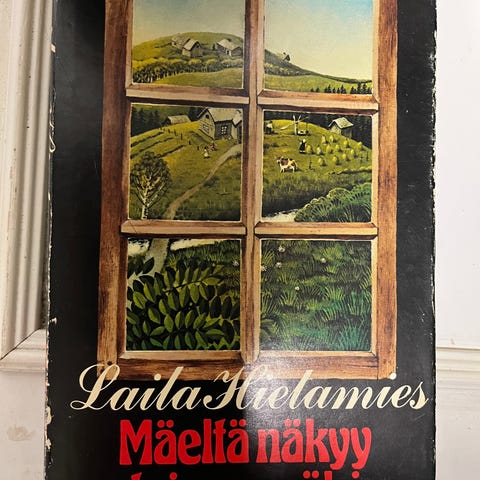 Laila Hietamies
Mäeltä näkyy